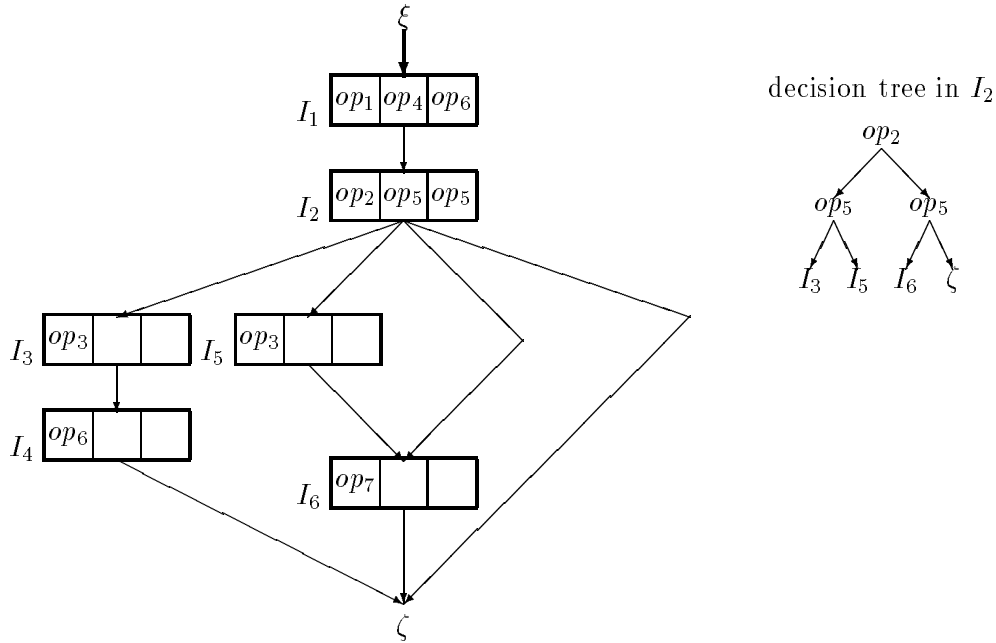 ξ
I₁ op₁ op₄ op₆
decision tree in I₂
op₂
I₂ op₂ op₅ op₅
op₅ op₅
I₃ I₅ I₆ ζ
I₃ op₃
I₅ op₃
I₄ op₆
I₆ op₇
ζ